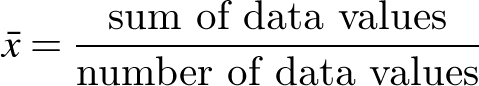 x̄ = sum of data values / number of data values